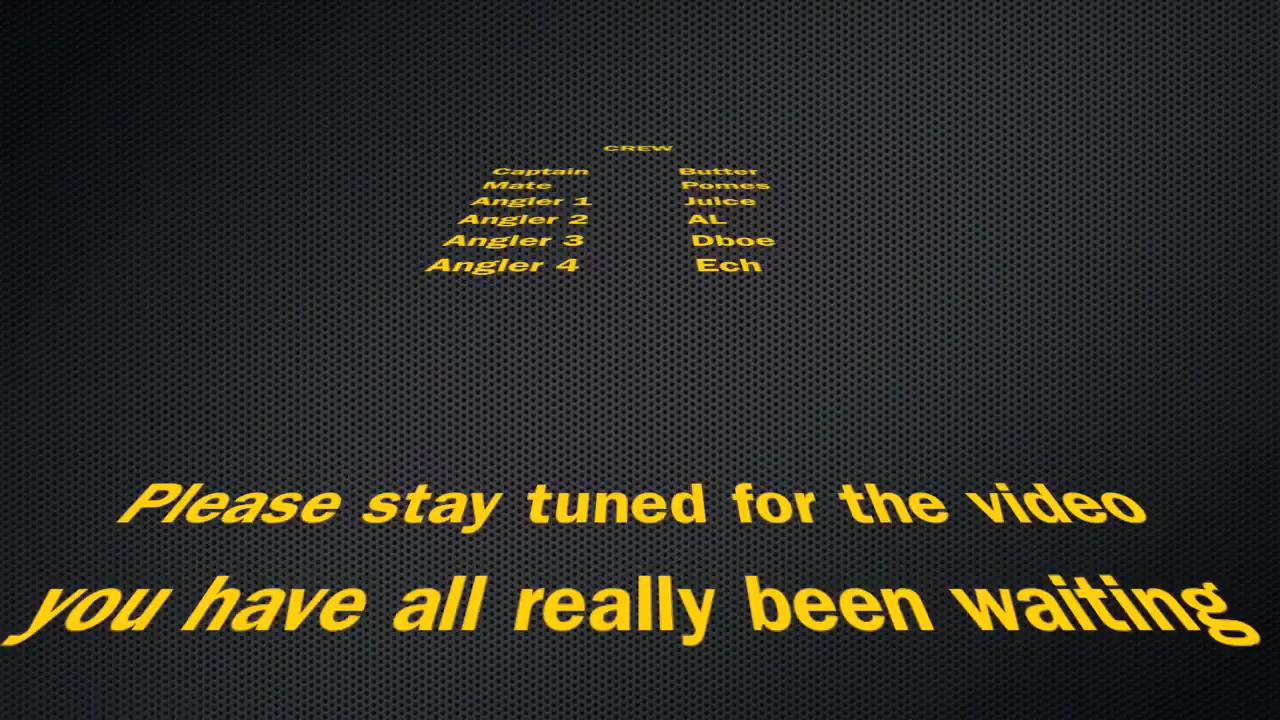 CREW
Captain Butter
Mate Pomes
Angler 1 Juice
Angler 2 AL
Angler 3 Dboe
Angler 4 Ech
Please stay tuned for the video
you have all really been waiting